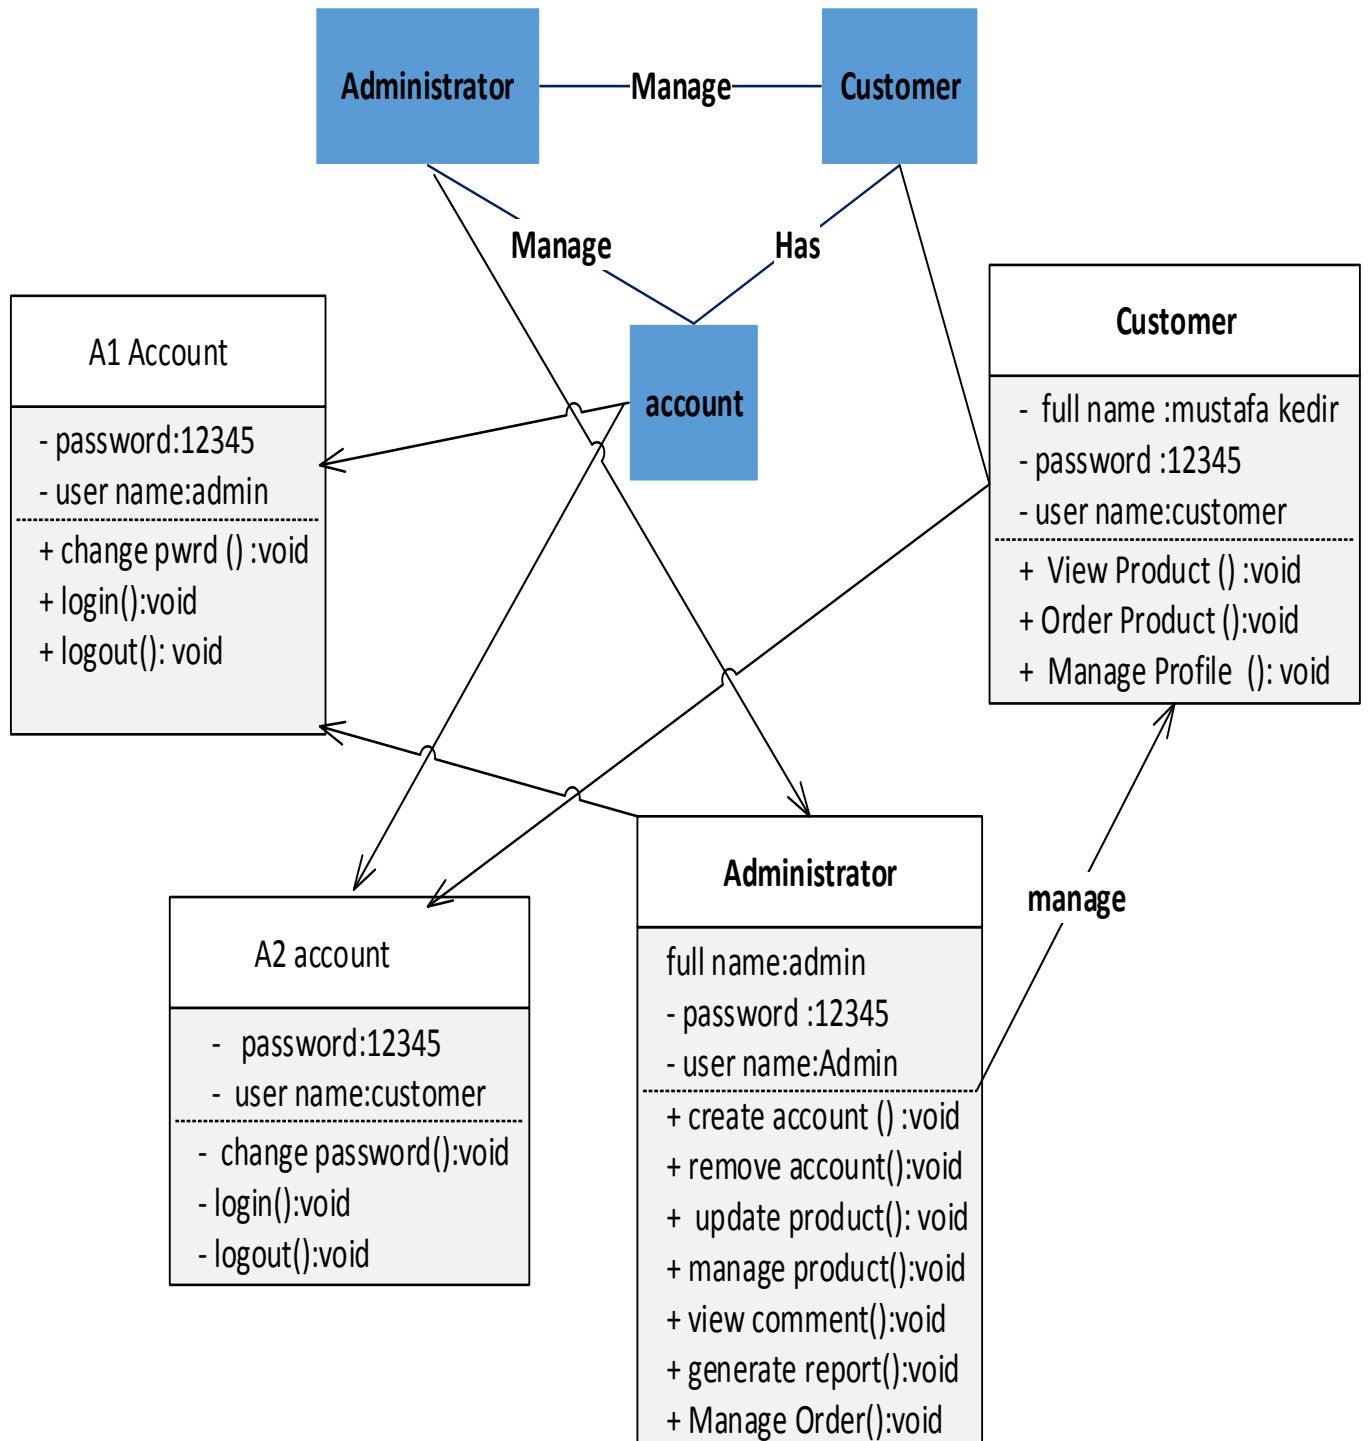 Administrator
Manage
Customer
Manage
Has
account
A1 Account
- password:12345
- user name:admin
+ change pwrd () :void
+ login():void
+ logout(): void
Customer
- full name :mustafa kedir
- password :12345
- user name:customer
+ View Product () :void
+ Order Product ():void
+ Manage Profile (): void
A2 account
- password:12345
- user name:customer
- change password():void
- login():void
- logout():void
Administrator
full name:admin
- password :12345
- user name:Admin
+ create account () :void
+ remove account():void
+ update product(): void
+ manage product():void
+ view comment():void
+ generate report():void
+ Manage Order():void
manage